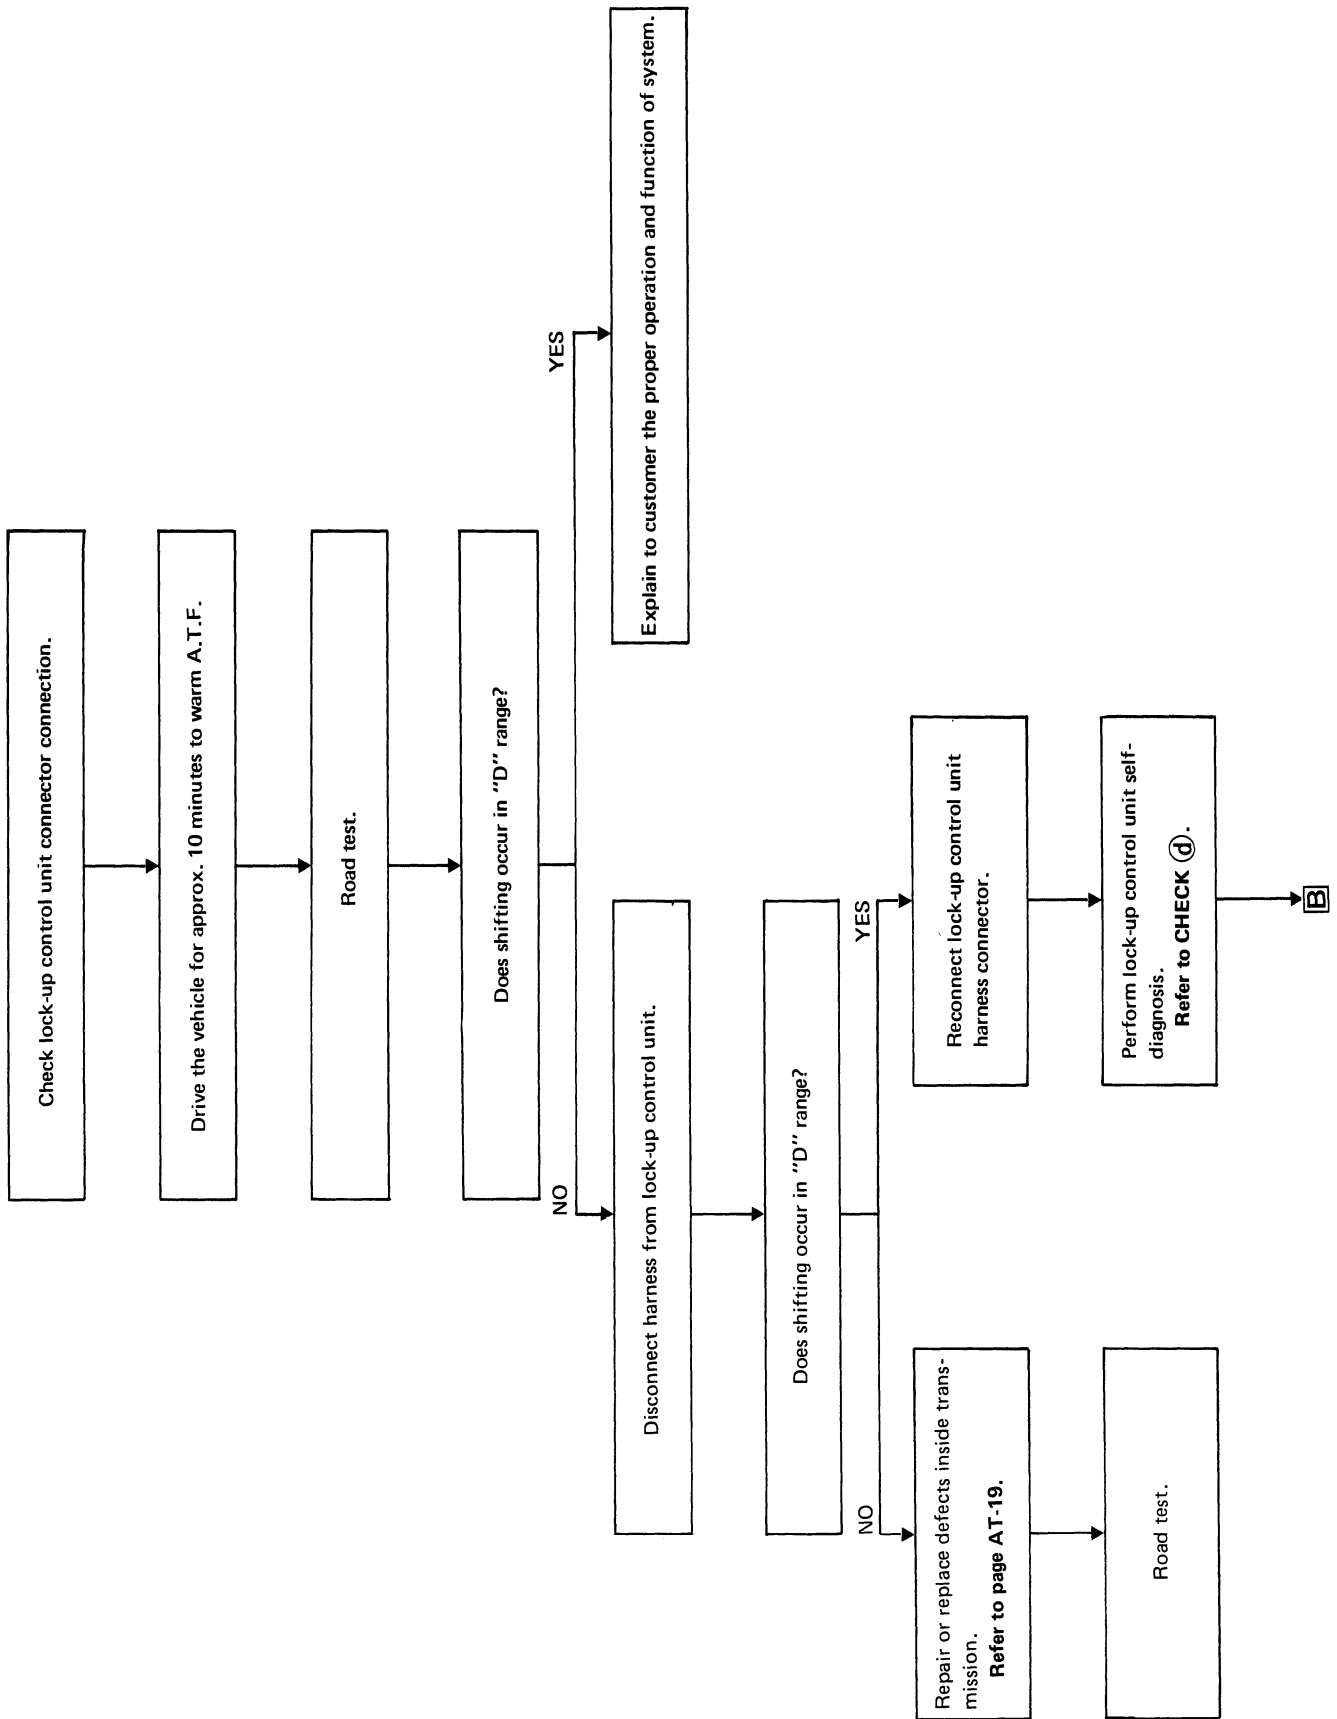 Check lock-up control unit connector connection.
Drive the vehicle for approx. 10 minutes to warm A.T.F.
Road test.
Does shifting occur in "D" range?
NO
YES
Disconnect harness from lock-up control unit.
Explain to customer the proper operation and function of system.
Does shifting occur in "D" range?
NO
YES
Repair or replace defects inside trans-
mission.
Refer to page AT-19.
Reconnect lock-up control unit
harness connector.
Road test.
Perform lock-up control unit self-
diagnosis.
Refer to CHECK ⓓ.
B